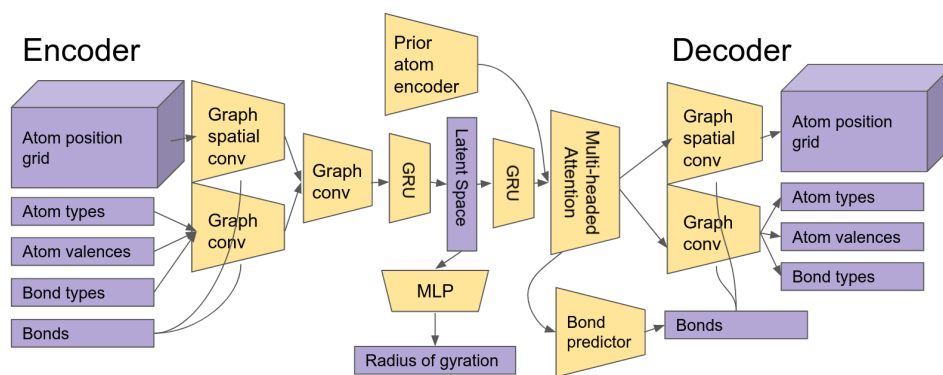 Encoder
Atom position
grid
Atom types
Atom valences
Bond types
Bonds
Graph
spatial
conv
Graph
conv
Graph
conv
GRU
Latent Space
GRU
Prior
atom
encoder
MLP
Radius of gyration
Multi-headed
Attention
Bond
predictor
Decoder
Graph
spatial
conv
Graph
conv
Atom position
grid
Atom types
Atom valences
Bond types
Bonds